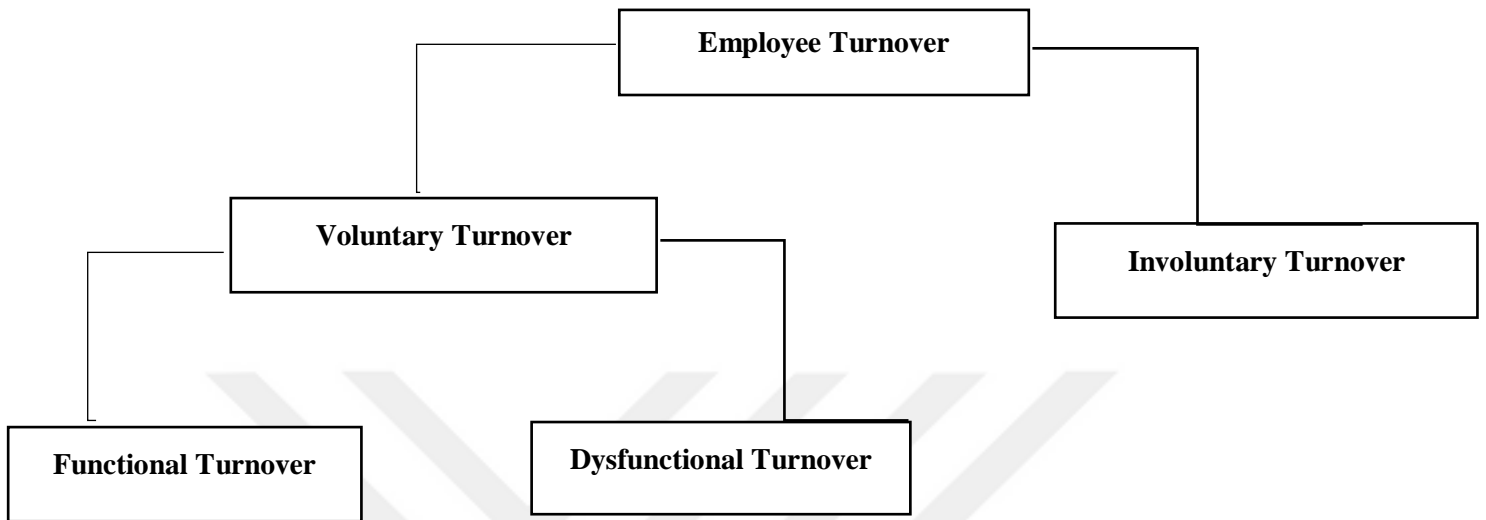 Employee Turnover
Voluntary Turnover
Involuntary Turnover
Functional Turnover
Dysfunctional Turnover